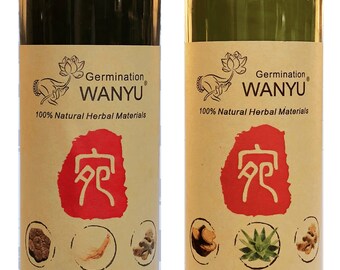 Germination
WANYU®
100% Natural Herbal Materials
宛
Germination
WANYU®
100% Natural Herbal Materials
宛